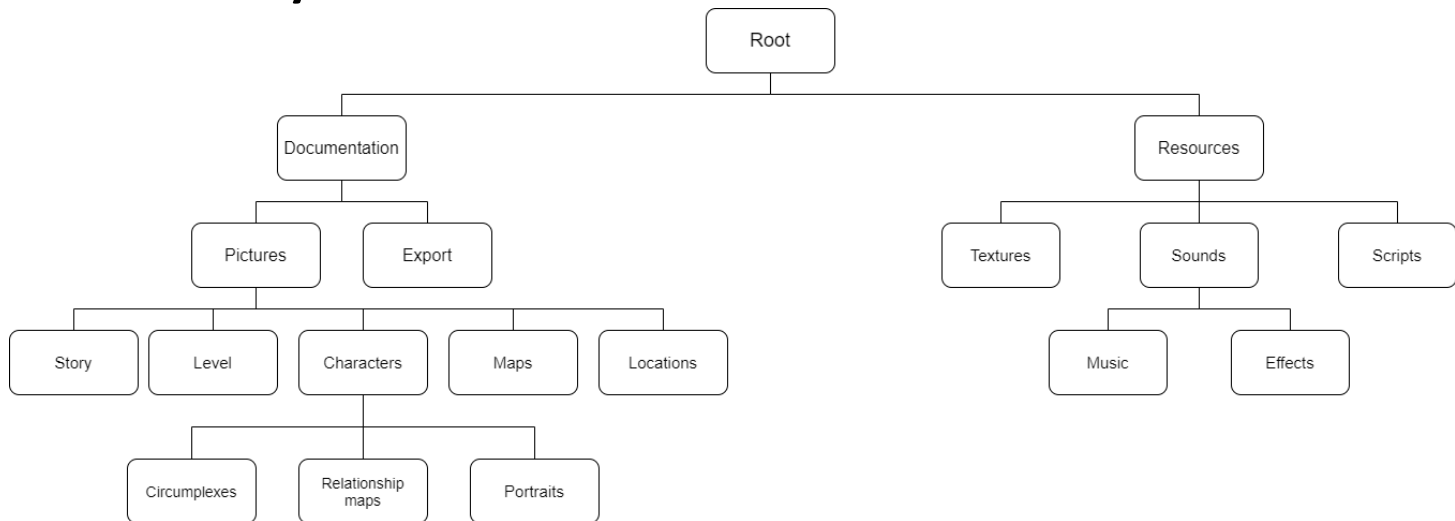 Root
Documentation
Resources
Pictures
Export
Textures
Sounds
Scripts
Story
Level
Characters
Maps
Locations
Music
Effects
Circumplexes
Relationship
maps
Portraits